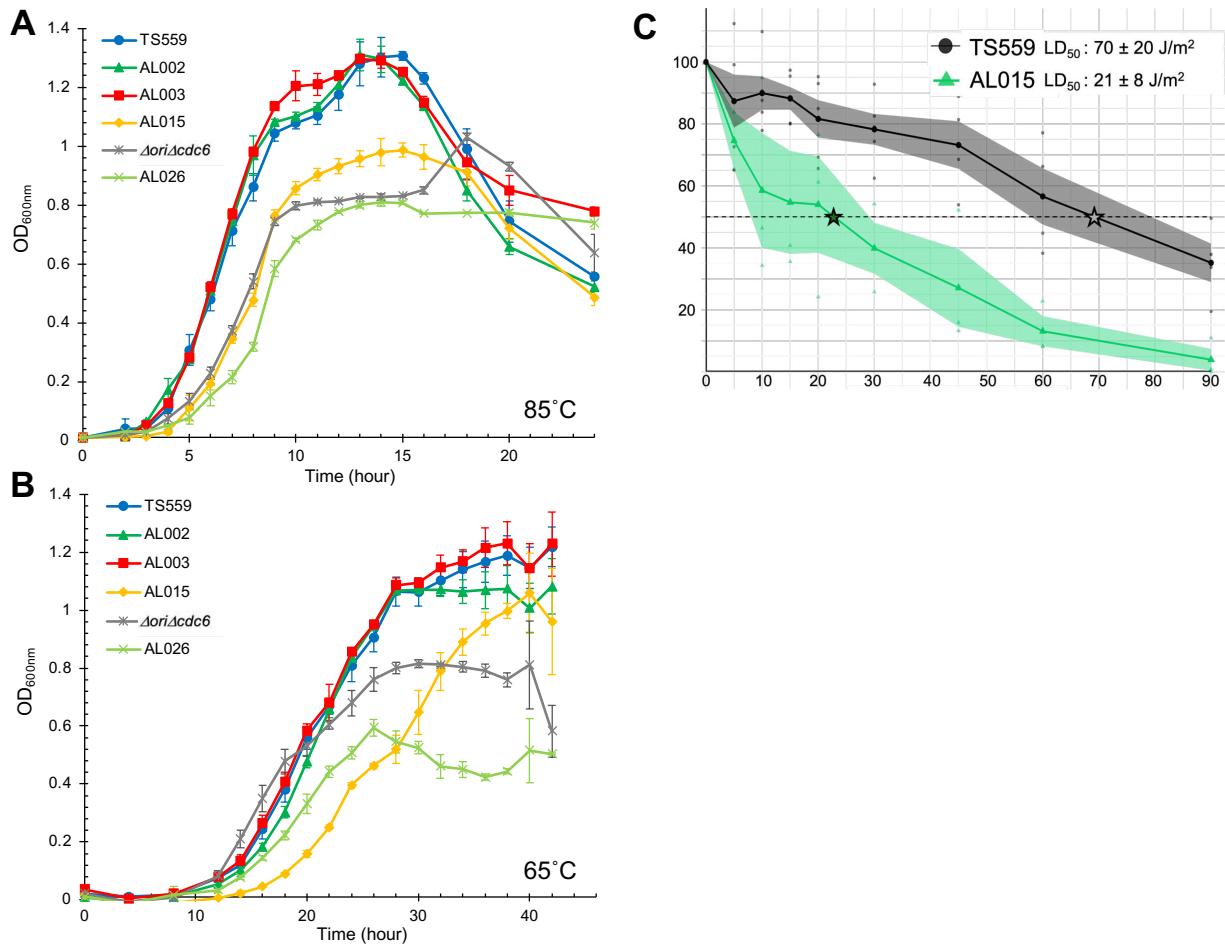 A
TS559
AL002
AL003
AL015
ΔoriΔcdc6
AL026
OD600nm
1.4
1.2
1
0.8
0.6
0.4
0.2
0
0 5 10 15 20
85˚C
Time (hour)
B
TS559
AL002
AL003
AL015
ΔoriΔcdc6
AL026
OD600nm
1.4
1.2
1
0.8
0.6
0.4
0.2
0
0 10 20 30 40
65˚C
Time (hour)
C
TS559 LD50 : 70 ± 20 J/m²
AL015 LD50 : 21 ± 8 J/m²
100
80
60
40
20
0 10 20 30 40 50 60 70 80 90